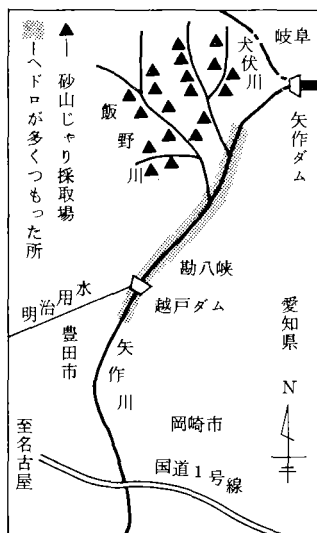 岐阜
犬伏川
矢作ダム
飯野川
▲―砂山じゃり採取場
―ヘドロが多くつもった所
勘八峡
越戸ダム
明治用水
豊田市
矢作川
愛知県
N
岡崎市
国道1号線
至名古屋